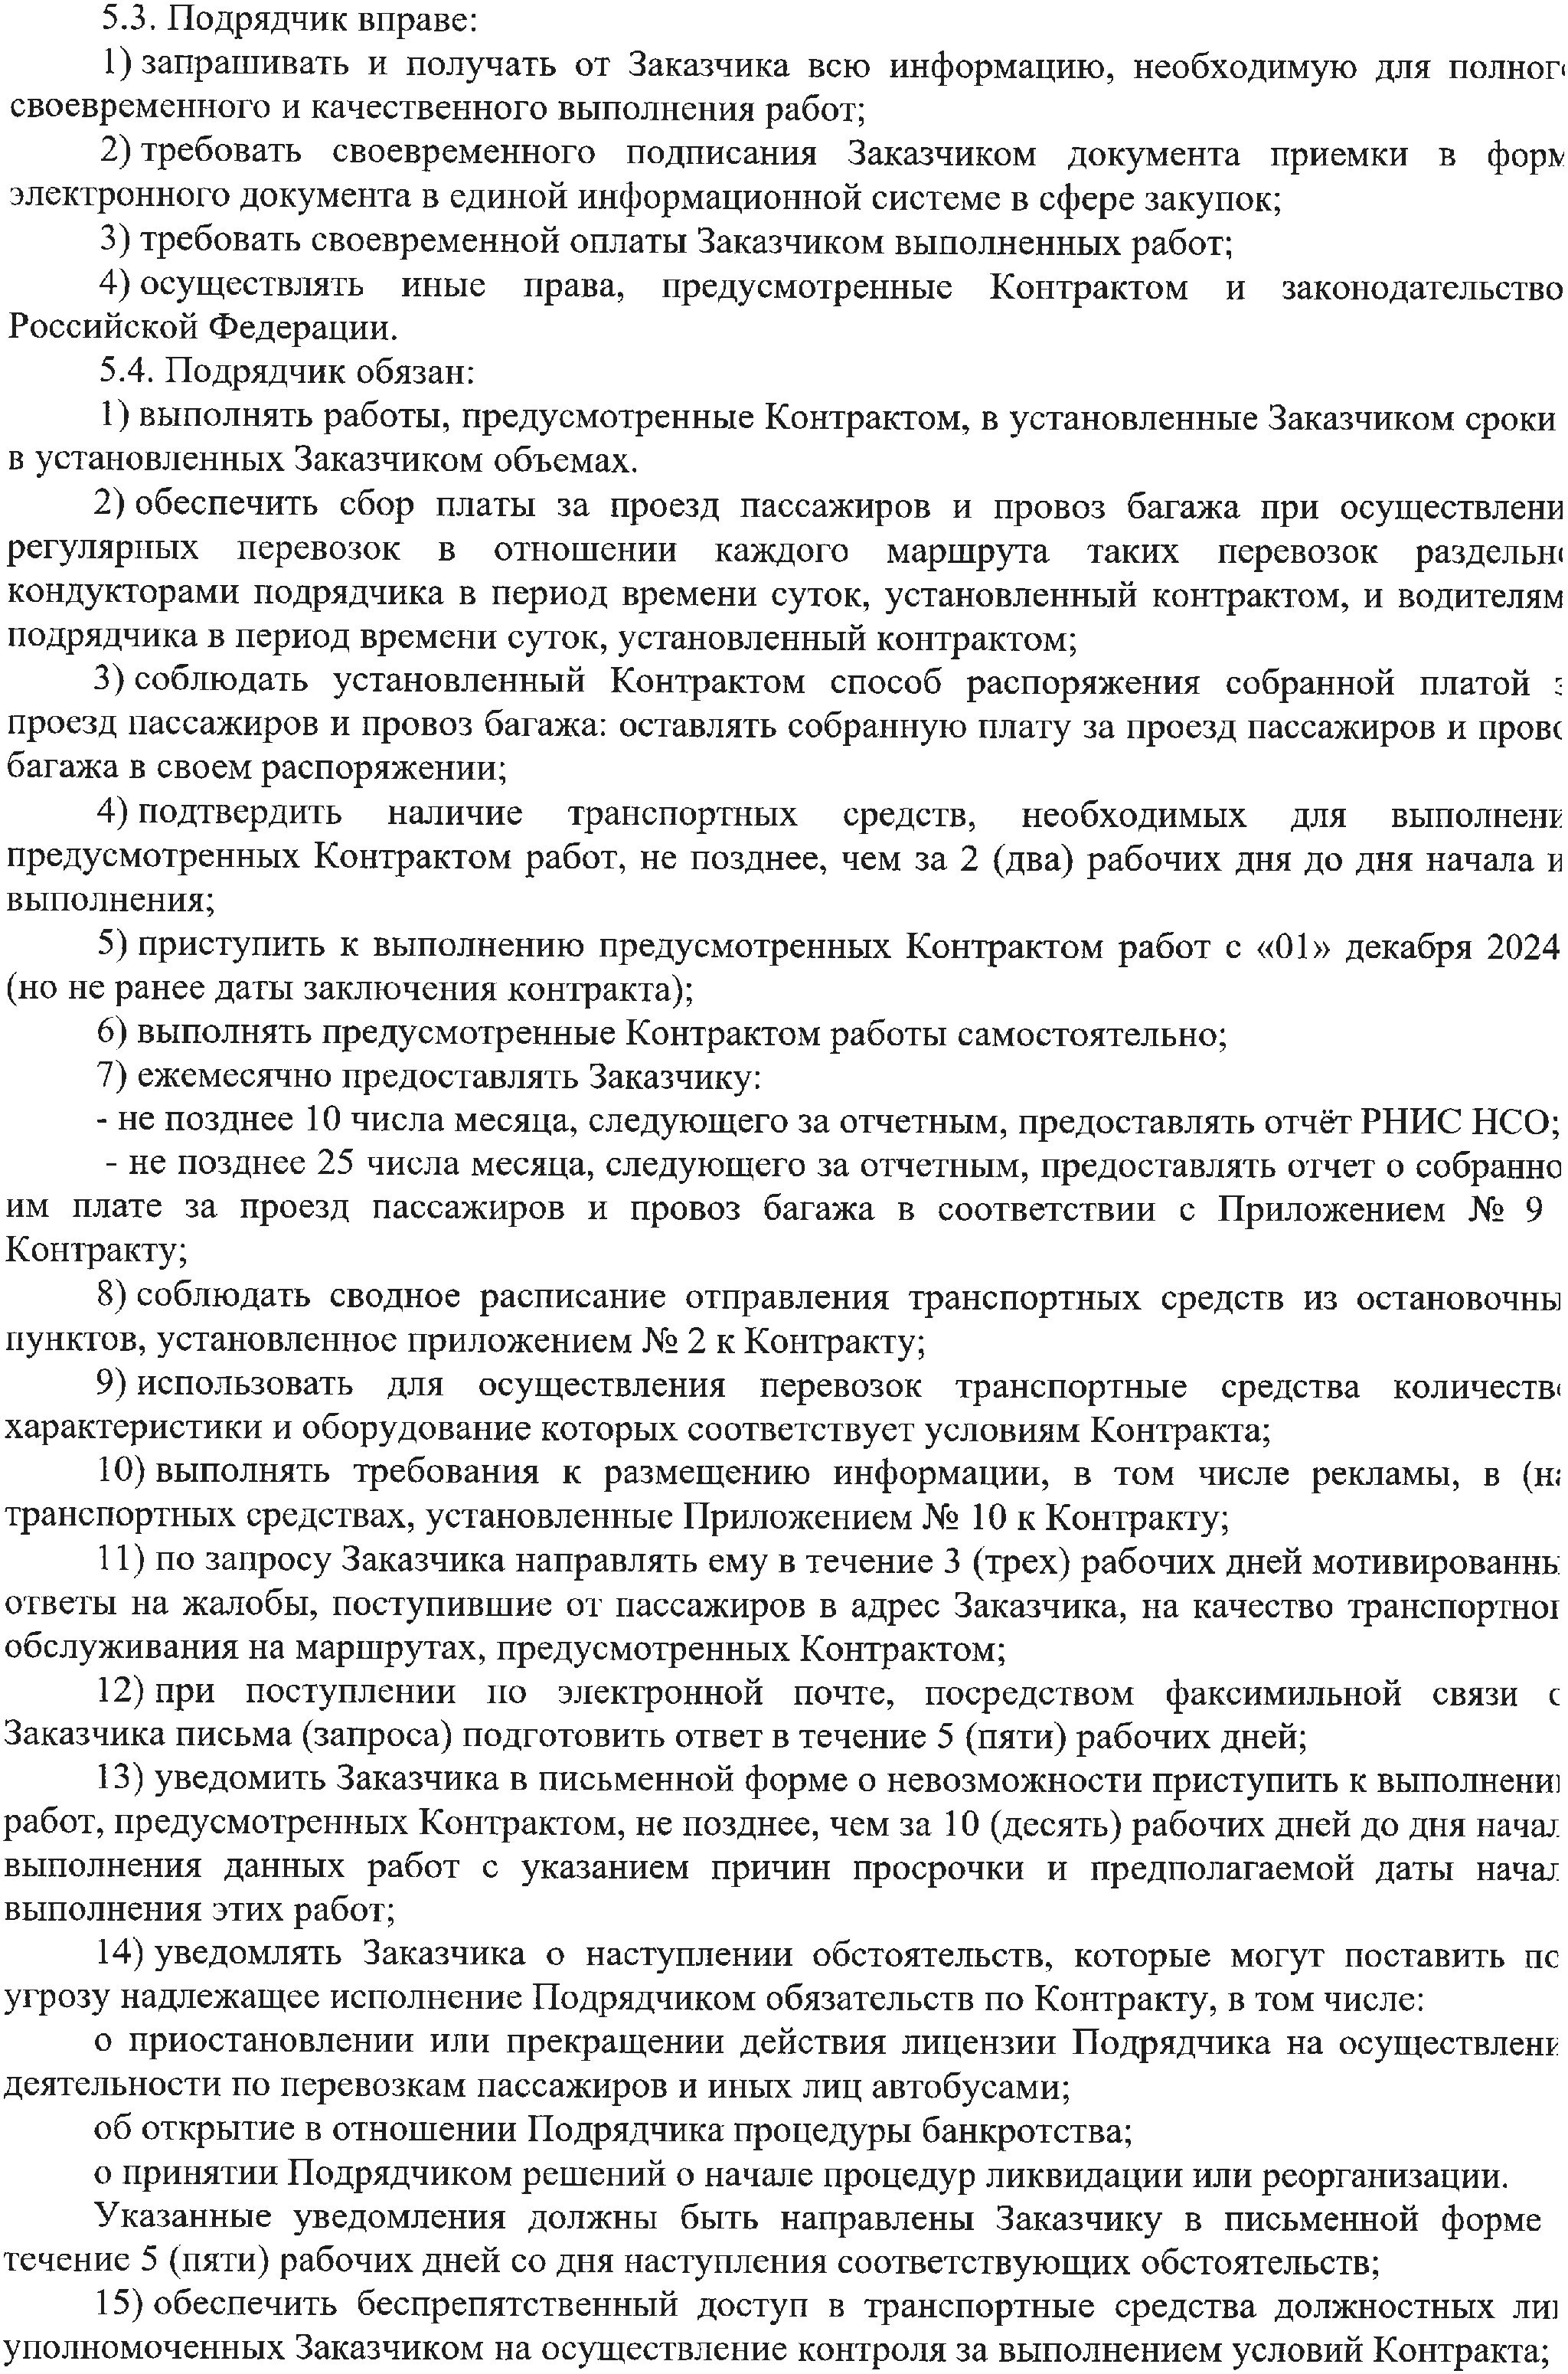 5.3. Подрядчик вправе:
1) запрашивать и получать от Заказчика всю информацию, необходимую для полног
своевременного и качественного выполнения работ;
2) требовать своевременного подписания Заказчиком документа приемки в форм
электронного документа в единой информационной системе в сфере закупок;
3) требовать своевременной оплаты Заказчиком выполненных работ;
4) осуществлять иные права, предусмотренные Контрактом и законодательство
Российской Федерации.
5.4. Подрядчик обязан:
1) выполнять работы, предусмотренные Контрактом, в установленные Заказчиком сроки
в установленных Заказчиком объемах.
2) обеспечить сбор платы за проезд пассажиров и провоз багажа при осуществлени
регулярных перевозок в отношении каждого маршрута таких перевозок раздельн
кондукторами подрядчика в период времени суток, установленный контрактом, и водителям
подрядчика в период времени суток, установленный контрактом;
3) соблюдать установленный Контрактом способ распоряжения собранной платой з
проезд пассажиров и провоз багажа: оставлять собранную плату за проезд пассажиров и прово
багажа в своем распоряжении;
4) подтвердить наличие транспортных средств, необходимых для выполнени
предусмотренных Контрактом работ, не позднее, чем за 2 (два) рабочих дня до дня начала и
выполнения;
5) приступить к выполнению предусмотренных Контрактом работ с «01» декабря 2024
(но не ранее даты заключения контракта);
6) выполнять предусмотренные Контрактом работы самостоятельно;
7) ежемесячно предоставлять Заказчику:
- не позднее 10 числа месяца, следующего за отчетным, предоставлять отчёт РНИС НСО;
- не позднее 25 числа месяца, следующего за отчетным, предоставлять отчет о собранно
им плате за проезд пассажиров и провоз багажа в соответствии с Приложением № 9
Контракту;
8) соблюдать сводное расписание отправления транспортных средств из остановочны
пунктов, установленное приложением № 2 к Контракту;
9) использовать для осуществления перевозок транспортные средства количеств
характеристики и оборудование которых соответствует условиям Контракта;
10) выполнять требования к размещению информации, в том числе рекламы, в (на
транспортных средствах, установленные Приложением № 10 к Контракту;
11) по запросу Заказчика направлять ему в течение 3 (трех) рабочих дней мотивированны
ответы на жалобы, поступившие от пассажиров в адрес Заказчика, на качество транспортног
обслуживания на маршрутах, предусмотренных Контрактом;
12) при поступлении по электронной почте, посредством факсимильной связи о
Заказчика письма (запроса) подготовить ответ в течение 5 (пяти) рабочих дней;
13) уведомить Заказчика в письменной форме о невозможности приступить к выполнени
работ, предусмотренных Контрактом, не позднее, чем за 10 (десять) рабочих дней до дня начал
выполнения данных работ с указанием причин просрочки и предполагаемой даты начал
выполнения этих работ;
14) уведомлять Заказчика о наступлении обстоятельств, которые могут поставить по
угрозу надлежащее исполнение Подрядчиком обязательств по Контракту, в том числе:
о приостановлении или прекращении действия лицензии Подрядчика на осуществлени
деятельности по перевозкам пассажиров и иных лиц автобусами;
об открытие в отношении Подрядчика процедуры банкротства;
о принятии Подрядчиком решений о начале процедур ликвидации или реорганизации.
Указанные уведомления должны быть направлены Заказчику в письменной форме
течение 5 (пяти) рабочих дней со дня наступления соответствующих обстоятельств;
15) обеспечить беспрепятственный доступ в транспортные средства должностных лиц
уполномоченных Заказчиком на осуществление контроля за выполнением условий Контракта;